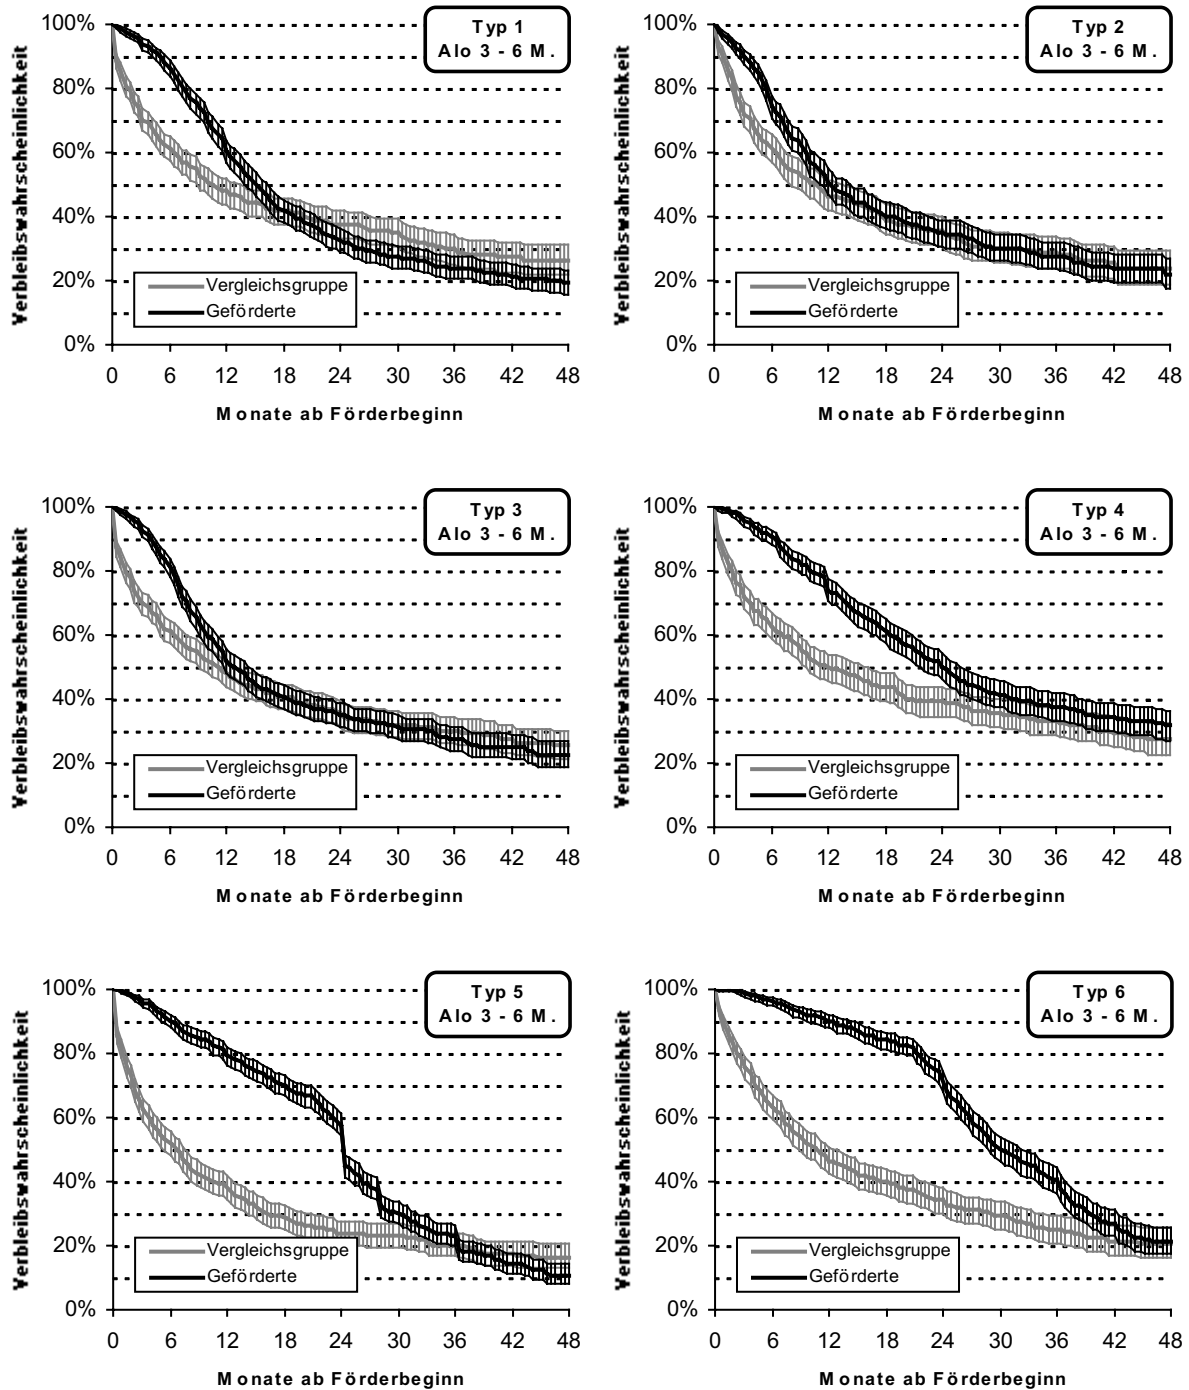 Typ 1
Alo 3 - 6 M.
Verbleibswahrscheinlichkeit
100%
80%
60%
40%
20%
0%
Vergleichsgruppe
Geförderte
0 6 12 18 24 30 36 42 48
Monate ab Förderbeginn
Typ 2
Alo 3 - 6 M.
Verbleibswahrscheinlichkeit
100%
80%
60%
40%
20%
0%
Vergleichsgruppe
Geförderte
0 6 12 18 24 30 36 42 48
Monate ab Förderbeginn
Typ 3
Alo 3 - 6 M.
Verbleibswahrscheinlichkeit
100%
80%
60%
40%
20%
0%
Vergleichsgruppe
Geförderte
0 6 12 18 24 30 36 42 48
Monate ab Förderbeginn
Typ 4
Alo 3 - 6 M.
Verbleibswahrscheinlichkeit
100%
80%
60%
40%
20%
0%
Vergleichsgruppe
Geförderte
0 6 12 18 24 30 36 42 48
Monate ab Förderbeginn
Typ 5
Alo 3 - 6 M.
Verbleibswahrscheinlichkeit
100%
80%
60%
40%
20%
0%
Vergleichsgruppe
Geförderte
0 6 12 18 24 30 36 42 48
Monate ab Förderbeginn
Typ 6
Alo 3 - 6 M.
Verbleibswahrscheinlichkeit
100%
80%
60%
40%
20%
0%
Vergleichsgruppe
Geförderte
0 6 12 18 24 30 36 42 48
Monate ab Förderbeginn